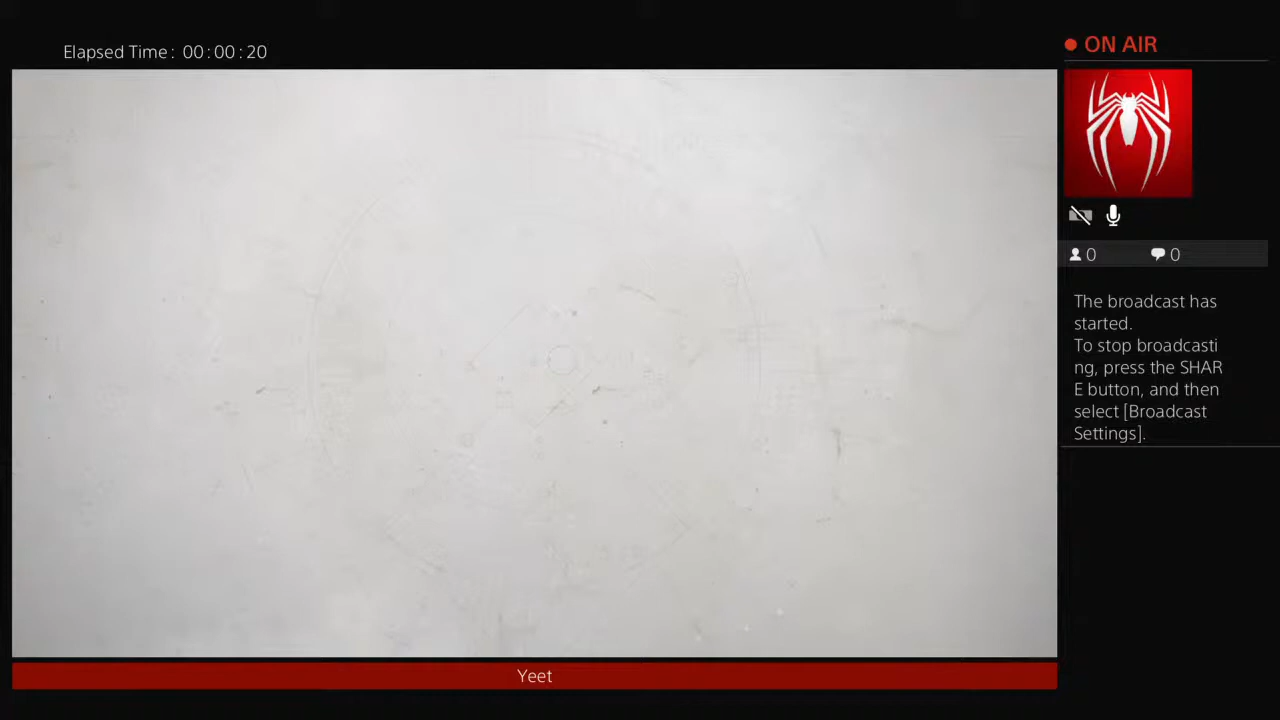 Elapsed Time: 00:00:20
ON AIR
0 0
The broadcast has
started.
To stop broadcasti
ng, press the SHAR
E button, and then
select [Broadcast
Settings].
Yeet